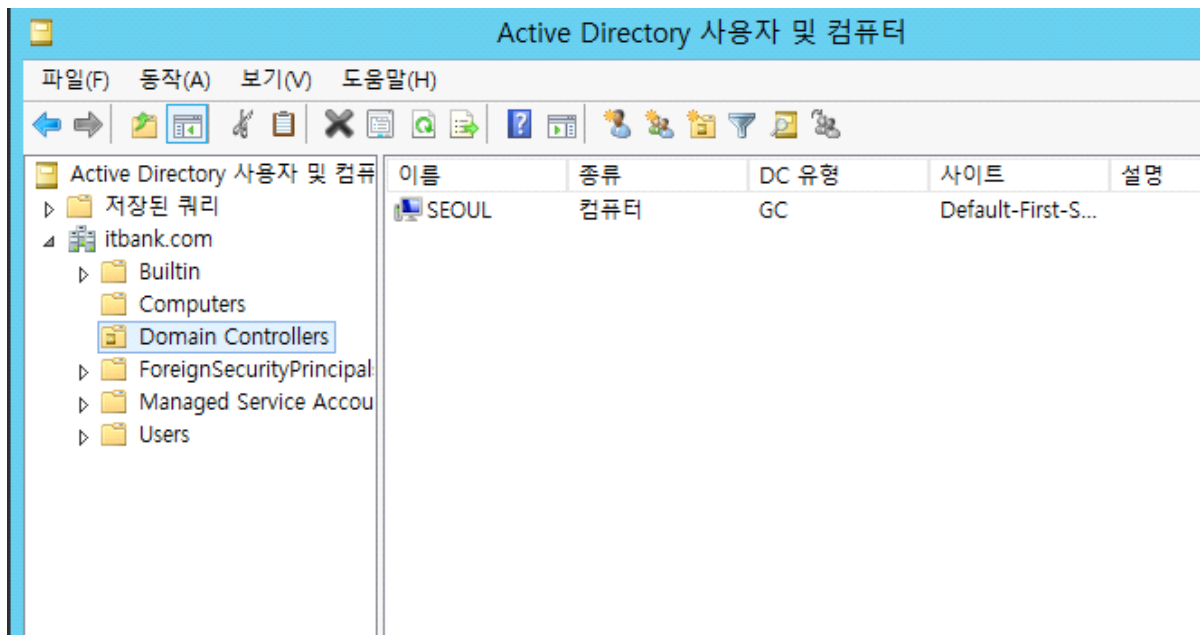 Active Directory 사용자 및 컴퓨터
파일(F) 동작(A) 보기(V) 도움말(H)
Active Directory 사용자 및 컴퓨
저장된 쿼리
itbank.com
Builtin
Computers
Domain Controllers
ForeignSecurityPrincipal
Managed Service Accou
Users
이름 종류 DC 유형 사이트 설명
SEOUL 컴퓨터 GC Default-First-S...